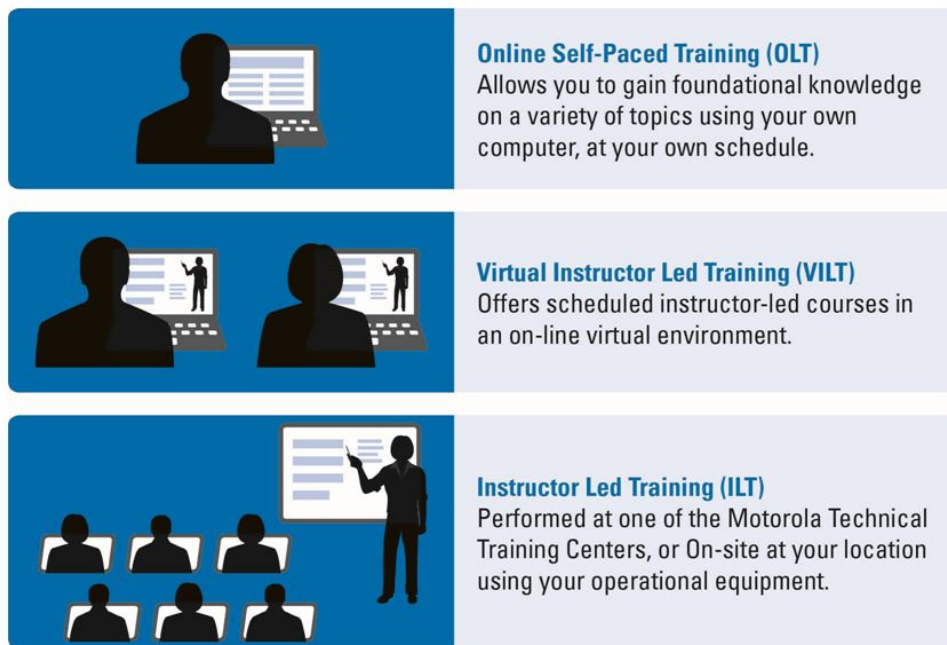 Online Self-Paced Training (OLT)
Allows you to gain foundational knowledge
on a variety of topics using your own
computer, at your own schedule.
Virtual Instructor Led Training (VILT)
Offers scheduled instructor-led courses in
an on-line virtual environment.
Instructor Led Training (ILT)
Performed at one of the Motorola Technical
Training Centers, or On-site at your location
using your operational equipment.